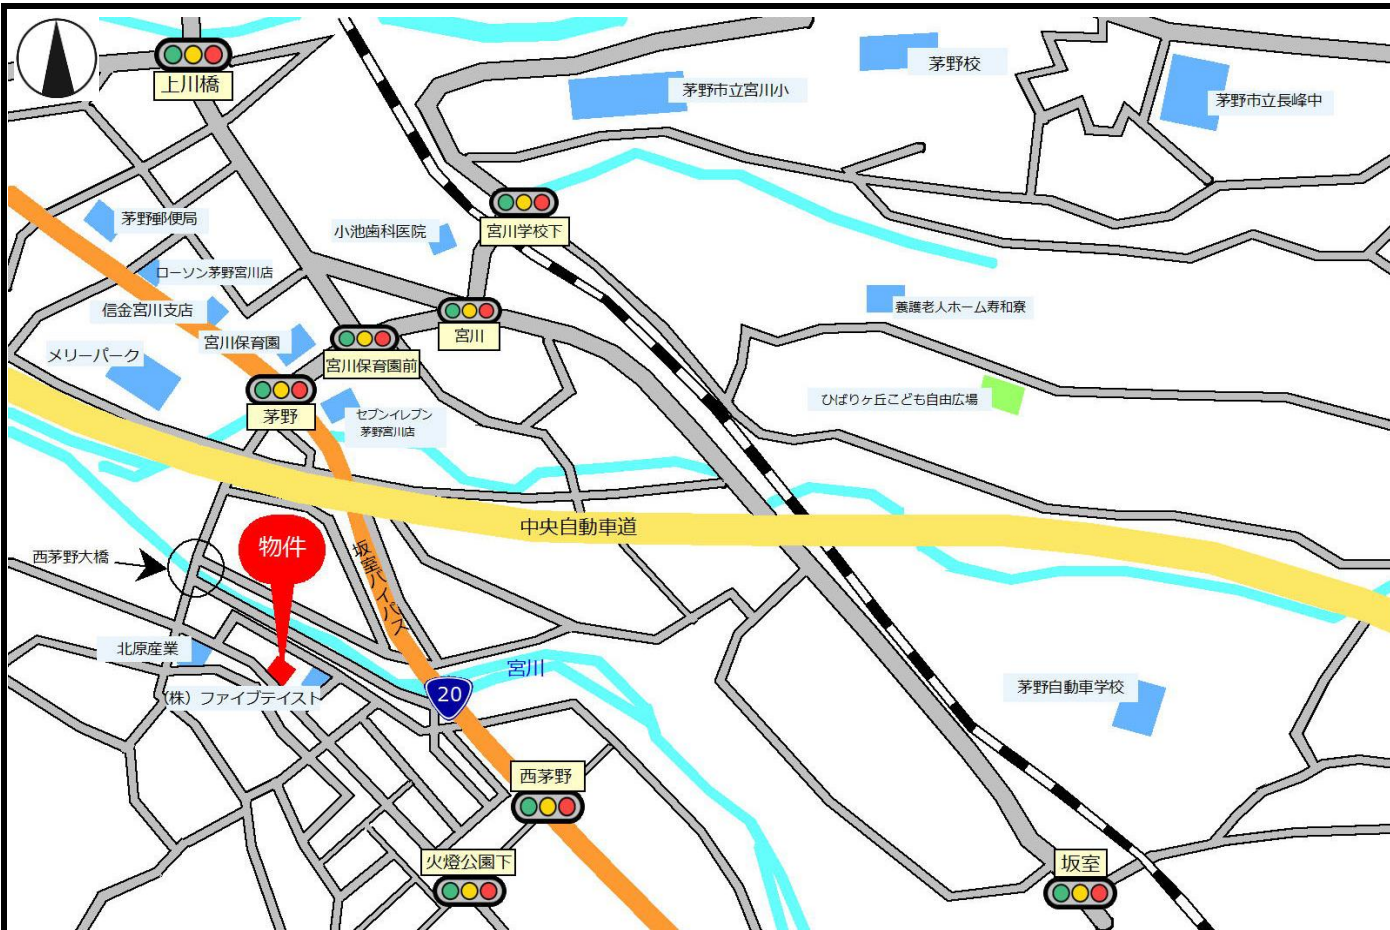 上川橋
茅野校
茅野市立宮川小
茅野市立長峰中
茅野郵便局
小池歯科医院
宮川学校下
ローソン茅野宮川店
信金宮川支店
養護老人ホーム寿和寮
宮川
宮川保育園
メリーパーク
宮川保育園前
ひばりヶ丘こども自由広場
茅野
セブンイレブン
茅野宮川店
中央自動車道
西茅野大橋
物件
坂室バイパス
北原産業
宮川
(株)ファイブテイスト
20
茅野自動車学校
西茅野
火燈公園下
坂室